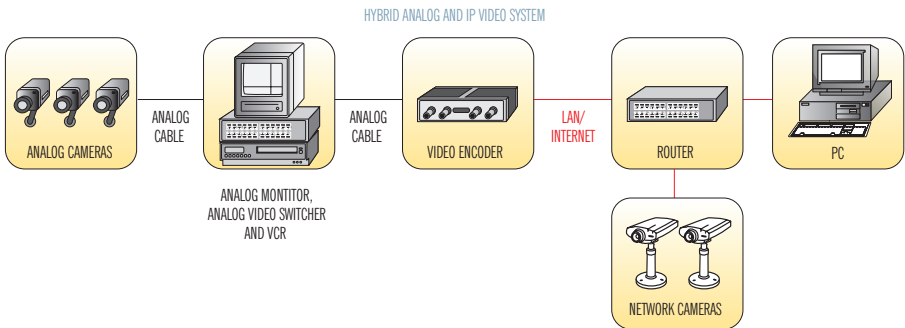 HYBRID ANALOG AND IP VIDEO SYSTEM
ANALOG CAMERAS
ANALOG
CABLE
ANALOG MONTITOR,
ANALOG VIDEO SWITCHER
AND VCR
ANALOG
CABLE
VIDEO ENCODER
LAN/
INTERNET
ROUTER
PC
NETWORK CAMERAS